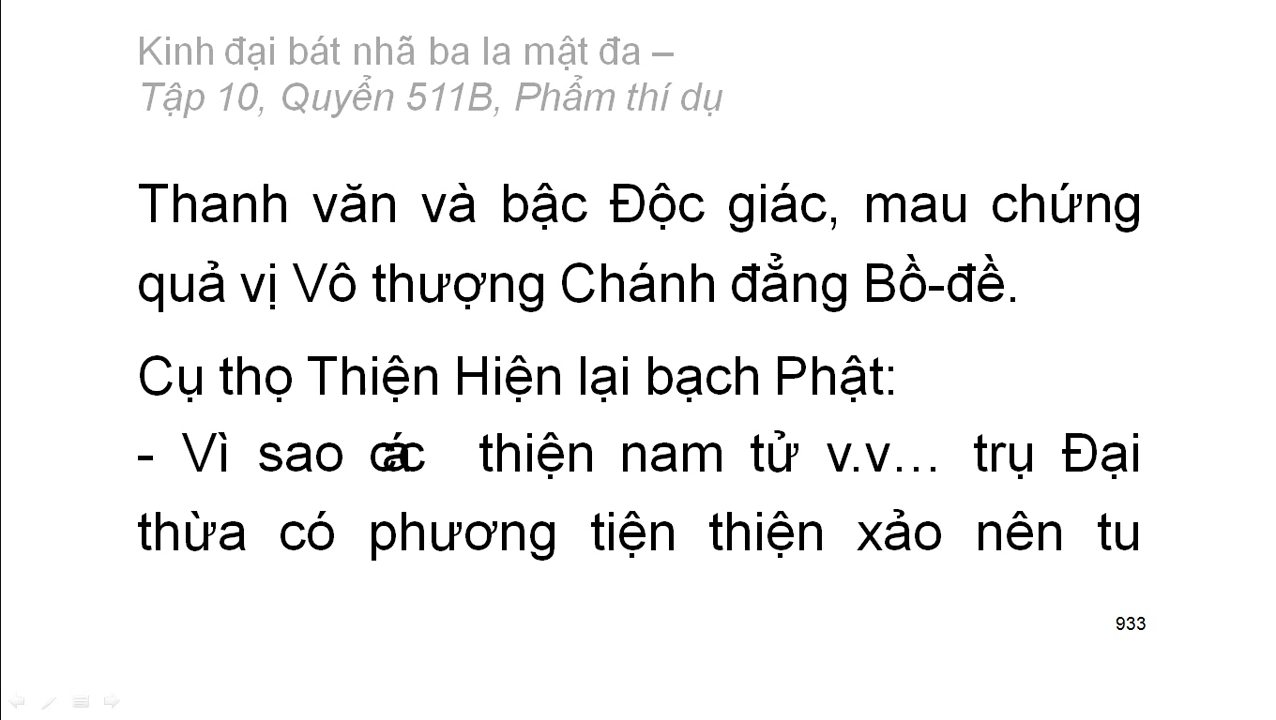 Kinh đại bát nhã ba la mật đa –
Tập 10, Quyển 511B, Phẩm thí dụ
Thanh văn và bậc Độc giác, mau chứng
quả vị Vô thượng Chánh đẳng Bồ-đề.
Cụ thọ Thiện Hiện lại bạch Phật:
- Vì sao các thiện nam tử v.v… trụ Đại
thừa có phương tiện thiện xảo nên tu
933